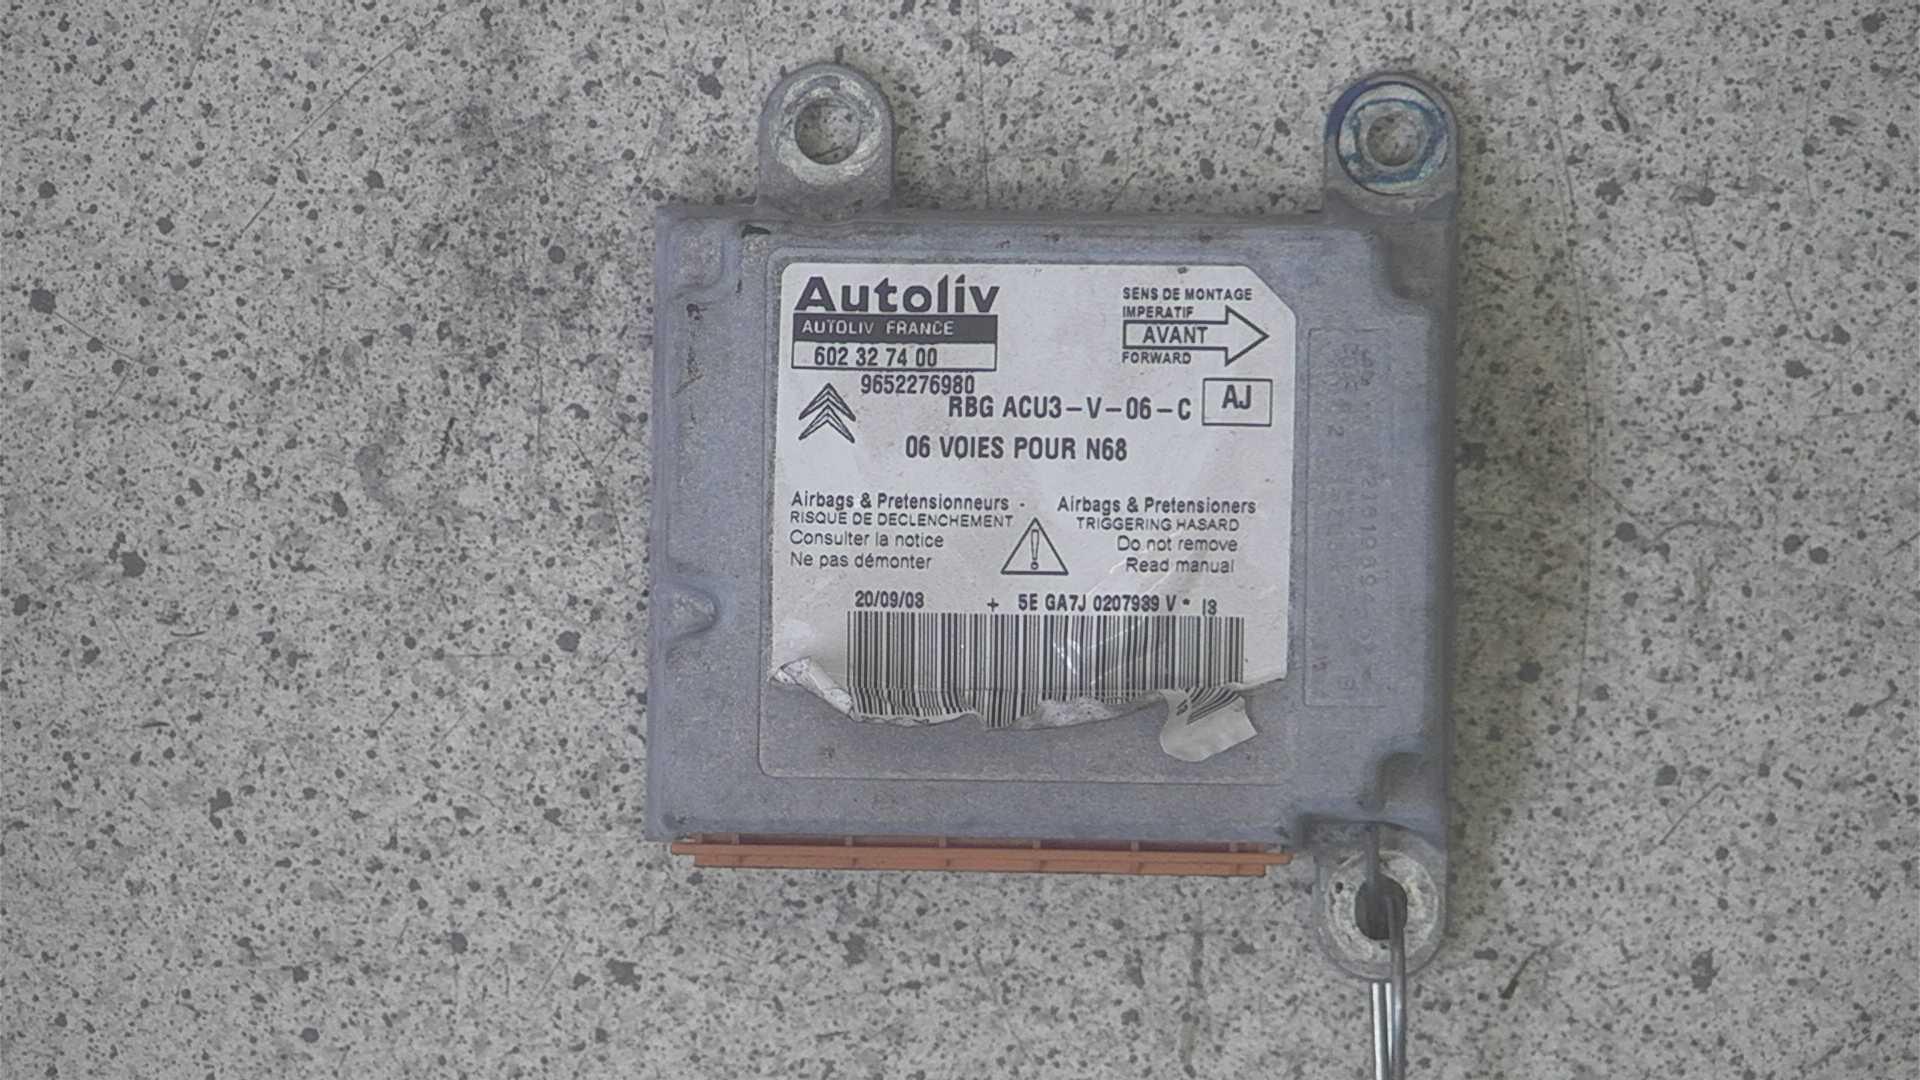 Autoliv
AUTOLIV FRANCE
602 32 74 00
9652276980
SENS DE MONTAGE
IMPERATIF
AVANT
FORWARD
RBG ACU3-V-06-C
AJ
06 VOIES POUR N68
Airbags & Pretensionneurs -
RISQUE DE DECLENCHEMENT
Consulter la notice
Ne pas démonter
Airbags & Pretensioners
TRIGGERING HASARD
Do not remove
Read manual
20/09/03
+ 5E GA7J 0207939 V * I3